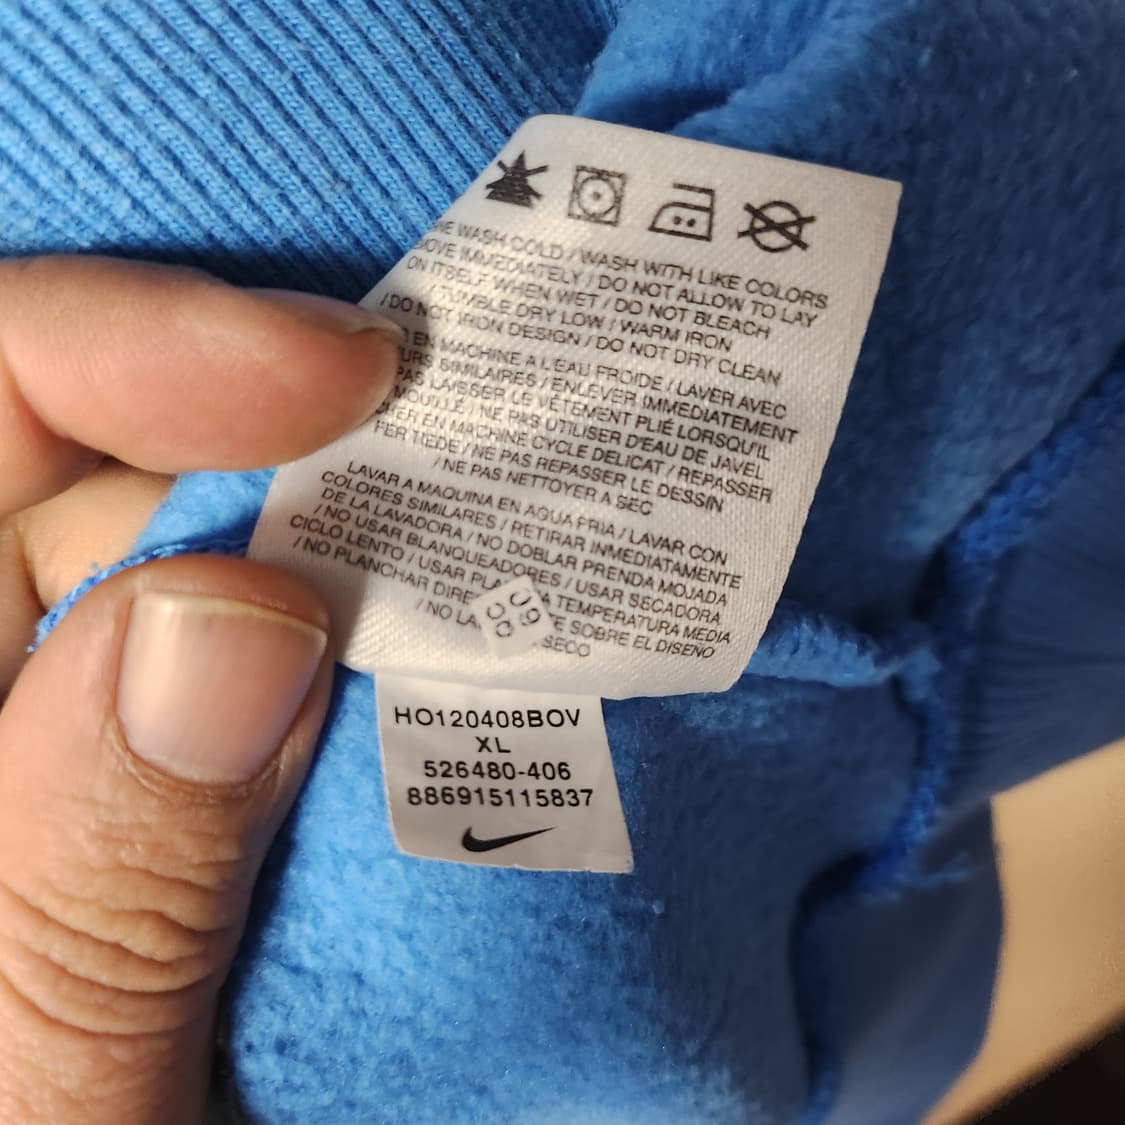 WASH COLD / WASH WITH LIKE COLORS
IMMEDIATELY / DO NOT ALLOW TO LAY
ON ITSELF WHEN WET / DO NOT BLEACH
/ TUMBLE DRY LOW / WARM IRON
/ DO NOT IRON DESIGN / DO NOT DRY CLEAN
EN MACHINE A L'EAU FROIDE / LAVER AVEC
SIMILAIRES / ENLEVER IMMEDIATEMENT
PAS LAISSER LE VÊTEMENT PLIÉ LORSQU'IL
MOUILLÉ / NE PAS UTILISER D'EAU DE JAVEL
EN MACHINE CYCLE DELICAT / REPASSER
FER TIEDE / NE PAS REPASSER LE DESSIN
/ NE PAS NETTOYER A SEC
LAVAR A MAQUINA EN AGUA FRIA / LAVAR CON
COLORES SIMILARES / RETIRAR INMEDIATAMENTE
DE LA LAVADORA / NO DOBLAR PRENDA MOJADA
/ NO USAR BLANQUEADORES / USAR SECADORA
CICLO LENTO / USAR A TEMPERATURA MEDIA
/ NO PLANCHAR SOBRE EL DISEÑO
/ NO SECO
HO120408BOV
XL
526480-406
886915115837